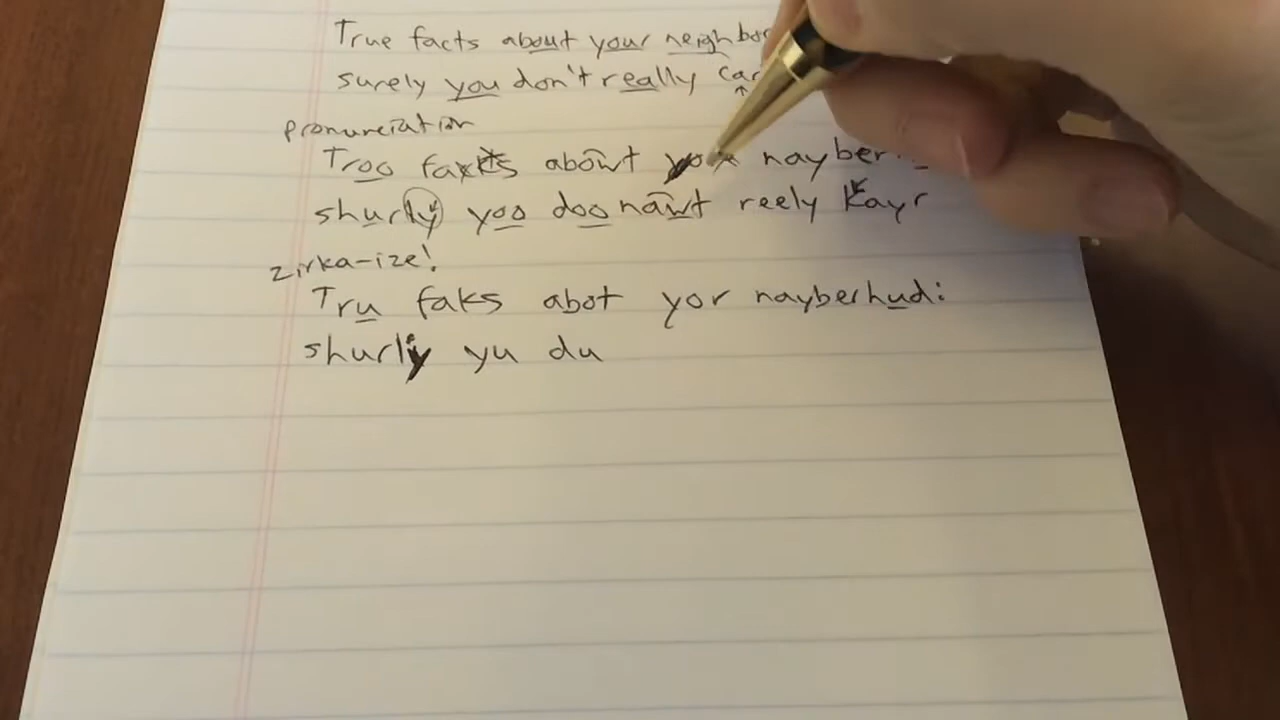 True facts about your neighbor
surely you don't really car
pronunciation
Troo faxts about nayber
shurly yoo doo nawt reely kayr
zirka-ize!
Tru faks abot yor nayberhud:
shurly yu du